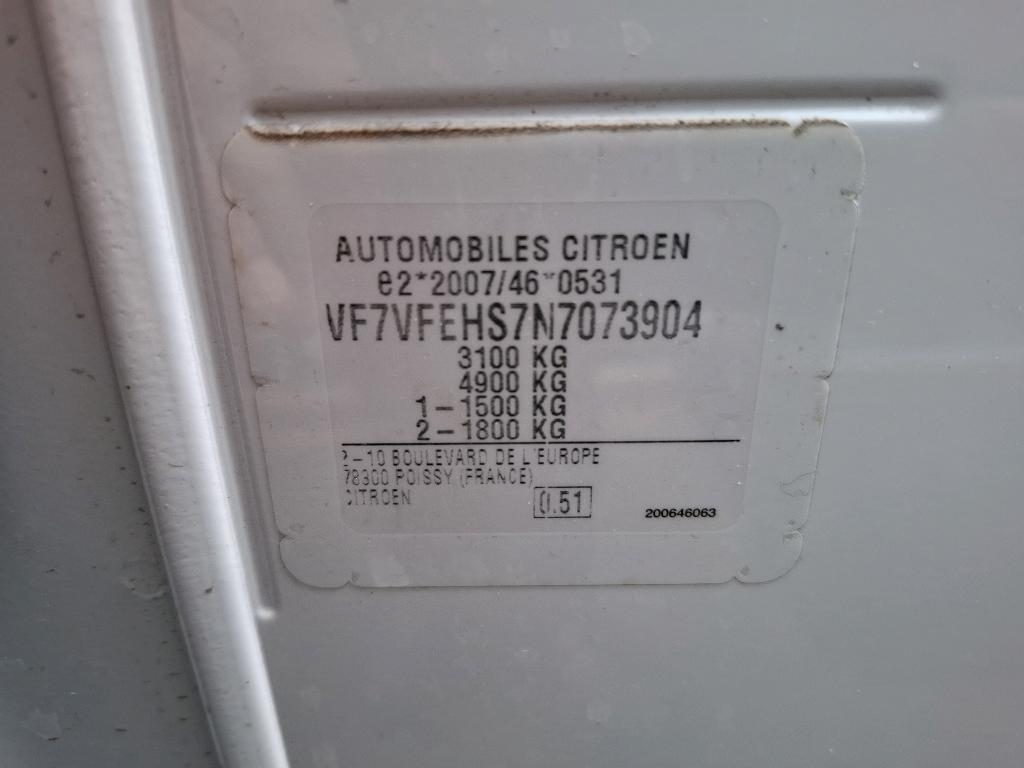 AUTOMOBILES CITROEN
e2*2007/46*0531
VF7VFEHS7N7073904
3100 KG
4900 KG
1-1500 KG
2-1800 KG
2-10 BOULEVARD DE L'EUROPE
78300 POISSY (FRANCE)
CITROEN
0.51
200646063